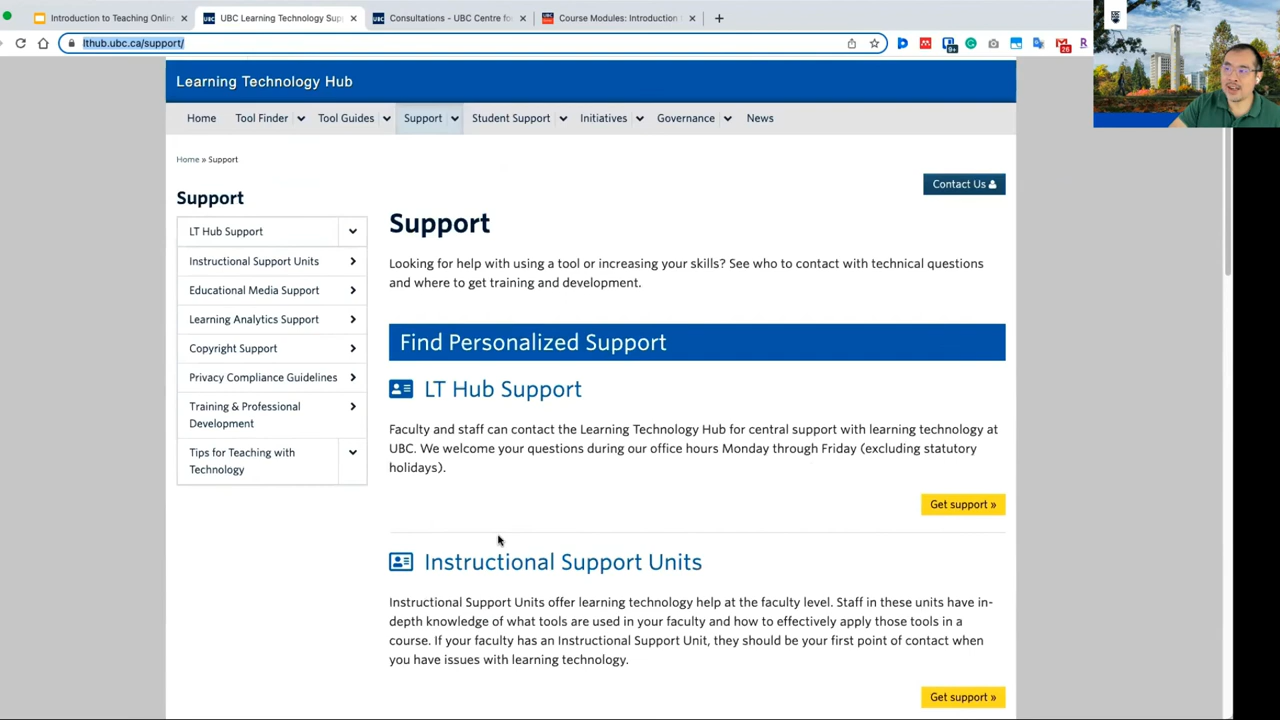 Introduction to Teaching Online
UBC Learning Technology Sup
Consultations - UBC Centre fo
Course Modules: Introduction
lthub.ubc.ca/support/
Learning Technology Hub
Home Tool Finder Tool Guides Support Student Support Initiatives Governance News
Home » Support
Contact Us
Support
LT Hub Support
Instructional Support Units
Educational Media Support
Learning Analytics Support
Copyright Support
Privacy Compliance Guidelines
Training & Professional
Development
Tips for Teaching with
Technology
Support
Looking for help with using a tool or increasing your skills? See who to contact with technical questions
and where to get training and development.
Find Personalized Support
LT Hub Support
Faculty and staff can contact the Learning Technology Hub for central support with learning technology at
UBC. We welcome your questions during our office hours Monday through Friday (excluding statutory
holidays).
Get support »
Instructional Support Units
Instructional Support Units offer learning technology help at the faculty level. Staff in these units have in-
depth knowledge of what tools are used in your faculty and how to effectively apply those tools in a
course. If your faculty has an Instructional Support Unit, they should be your first point of contact when
you have issues with learning technology.
Get support »